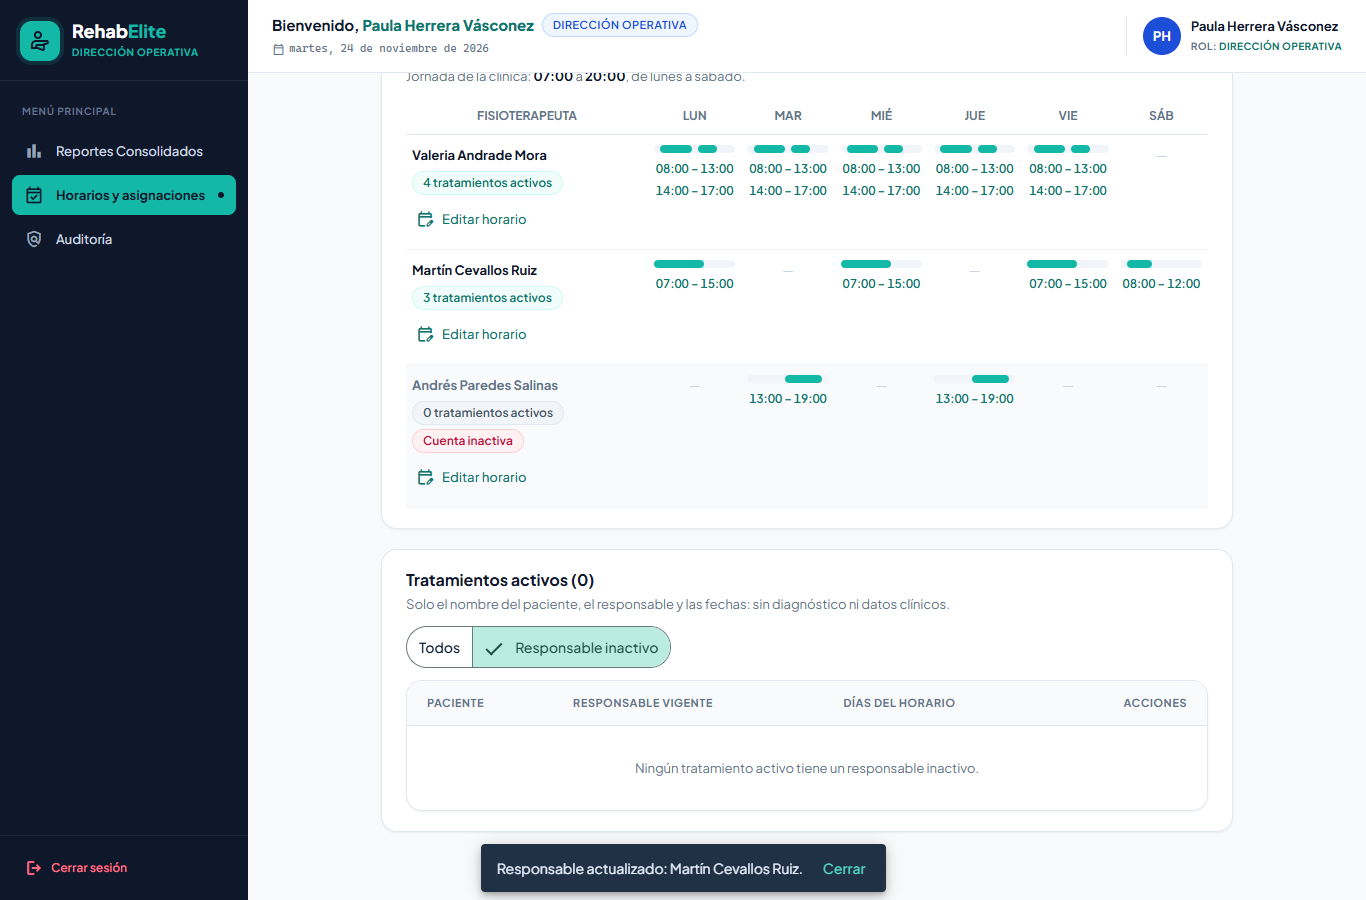 RehabElite
DIRECCIÓN OPERATIVA
MENÚ PRINCIPAL
Reportes Consolidados
Horarios y asignaciones
Auditoría
Cerrar sesión
Bienvenido, Paula Herrera Vásconez DIRECCIÓN OPERATIVA
martes, 24 de noviembre de 2026
PH
Paula Herrera Vásconez
ROL: DIRECCIÓN OPERATIVA
Jornada de la clínica: 07:00 a 20:00, de lunes a sábado.
FISIOTERAPEUTA LUN MAR MIÉ JUE VIE SÁB
Valeria Andrade Mora
4 tratamientos activos
Editar horario
08:00 – 13:00 08:00 – 13:00 08:00 – 13:00 08:00 – 13:00 08:00 – 13:00 —
14:00 – 17:00 14:00 – 17:00 14:00 – 17:00 14:00 – 17:00 14:00 – 17:00
Martín Cevallos Ruiz
3 tratamientos activos
Editar horario
07:00 – 15:00 — 07:00 – 15:00 — 07:00 – 15:00 08:00 – 12:00
Andrés Paredes Salinas
0 tratamientos activos
Cuenta inactiva
Editar horario
— 13:00 – 19:00 — 13:00 – 19:00 — —
Tratamientos activos (0)
Solo el nombre del paciente, el responsable y las fechas: sin diagnóstico ni datos clínicos.
Todos Responsable inactivo
PACIENTE RESPONSABLE VIGENTE DÍAS DEL HORARIO ACCIONES
Ningún tratamiento activo tiene un responsable inactivo.
Responsable actualizado: Martín Cevallos Ruiz. Cerrar